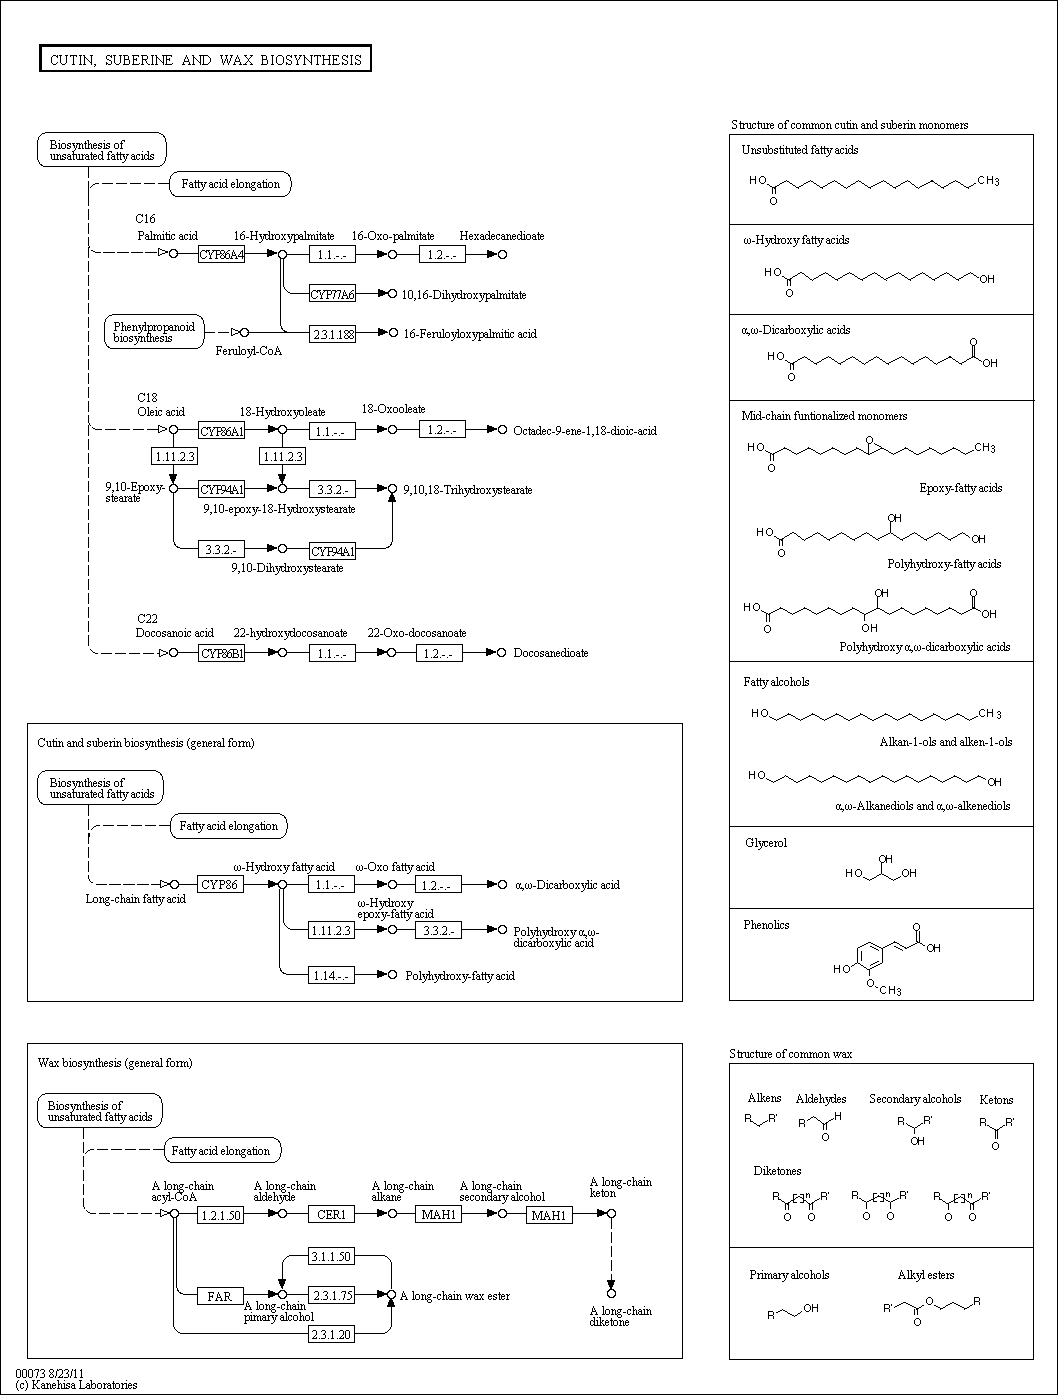 CUTIN, SUBERINE AND WAX BIOSYNTHESIS
Biosynthesis of
unsaturated fatty acids
Fatty acid elongation
C16
Palmitic acid
CYP86A4
16-Hydroxypalmitate
1.1.-.-
16-Oxo-palmitate
1.2.-.-
Hexadecanedioate
CYP77A6
10,16-Dihydroxypalmitate
Phenylpropanoid
biosynthesis
Feruloyl-CoA
2.3.1.188
16-Feruloyloxypalmitic acid
C18
Oleic acid
CYP86A1
18-Hydroxyoleate
1.1.-.-
18-Oxooleate
1.2.-.-
Octadec-9-ene-1,18-dioic-acid
1.11.2.3
1.11.2.3
9,10-Epoxy-
stearate
CYP94A1
9,10-epoxy-18-Hydroxystearate
3.3.2.-
9,10,18-Trihydroxystearate
3.3.2.-
9,10-Dihydroxystearate
CYP94A1
C22
Docosanoic acid
CYP86B1
22-hydroxydocosanoate
1.1.-.-
22-Oxo-docosanoate
1.2.-.-
Docosanedioate
Cutin and suberin biosynthesis (general form)
Biosynthesis of
unsaturated fatty acids
Fatty acid elongation
Long-chain fatty acid
CYP86
ω-Hydroxy fatty acid
1.1.-.-
ω-Oxo fatty acid
1.2.-.-
α,ω-Dicarboxylic acid
1.11.2.3
ω-Hydroxy
epoxy-fatty acid
3.3.2.-
Polyhydroxy α,ω-
dicarboxylic acid
1.14.-.-
Polyhydroxy-fatty acid
Wax biosynthesis (general form)
Biosynthesis of
unsaturated fatty acids
Fatty acid elongation
A long-chain
acyl-CoA
1.2.1.50
A long-chain
aldehyde
CER1
A long-chain
alkane
MAH1
A long-chain
secondary alcohol
MAH1
A long-chain
keton
3.1.1.50
FAR
A long-chain
pimary alcohol
2.3.1.75
A long-chain wax ester
2.3.1.20
A long-chain
diketone
Structure of common cutin and suberin monomers
Unsubstituted fatty acids
HO
O
CH3
ω-Hydroxy fatty acids
HO
O
OH
α,ω-Dicarboxylic acids
HO
O
O
OH
Mid-chain funtionalized monomers
HO
O
O
CH3
Epoxy-fatty acids
HO
O
OH
OH
Polyhydroxy-fatty acids
HO
O
OH
OH
O
OH
Polyhydroxy α,ω-dicarboxylic acids
Fatty alcohols
HO
CH3
Alkan-1-ols and alken-1-ols
HO
OH
α,ω-Alkanediols and α,ω-alkenediols
Glycerol
OH
HO
OH
Phenolics
O
OH
HO
O
CH3
Structure of common wax
Alkens
Aldehydes
Secondary alcohols
Ketons
R R'
R H
O
R R'
OH
R R'
O
Diketones
R [ ]n R'
O O
R [ ]n R'
O O
R [ ]n R'
O O
Primary alcohols
Alkyl esters
R OH
R' O R
O
00073 8/23/11
(c) Kanehisa Laboratories